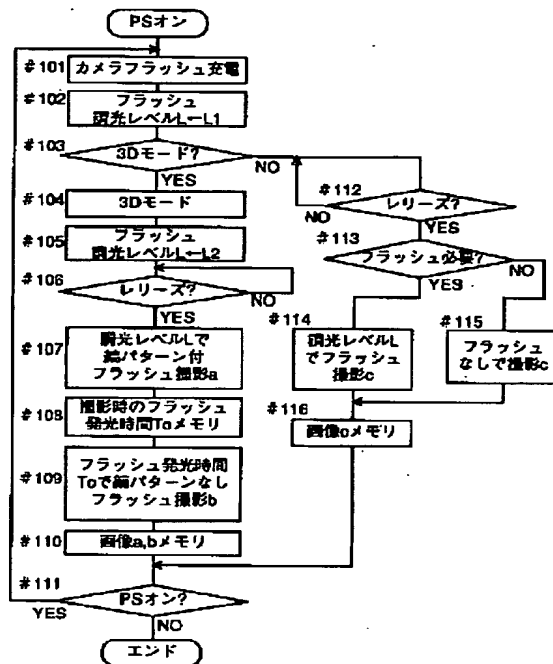 PSオン
#101
カメラフラッシュ充電
#102
フラッシュ
調光レベルL←L1
#103
3Dモード?
NO
YES
#104
3Dモード
#105
フラッシュ
調光レベルL←L2
#106
レリーズ?
NO
YES
#107
調光レベルLで
縞パターン付
フラッシュ撮影a
#108
撮影時のフラッシュ
発光時間Taメモリ
#109
フラッシュ発光時間
Taで縞パターンなし
フラッシュ撮影b
#110
画像a,bメモリ
#111
PSオン?
YES
NO
エンド
#112
レリーズ?
NO
YES
#113
フラッシュ必要?
NO
YES
#114
調光レベルL
でフラッシュ
撮影c
#115
フラッシュ
なしで撮影c
#116
画像cメモリ